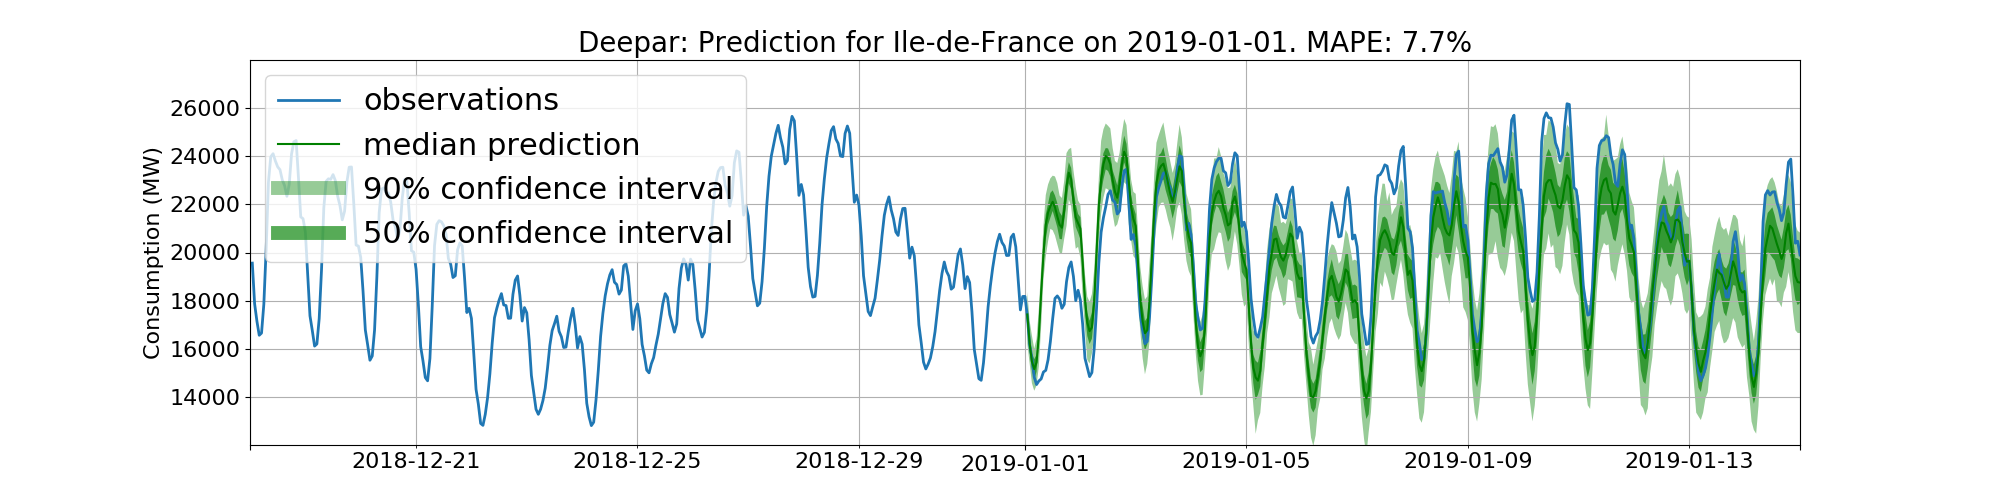 Deepar: Prediction for Ile-de-France on 2019-01-01. MAPE: 7.7%
observations
median prediction
90% confidence interval
50% confidence interval
Consumption (MW)
26000
24000
22000
20000
18000
16000
14000
2018-12-21
2018-12-25
2018-12-29
2019-01-01
2019-01-05
2019-01-09
2019-01-13